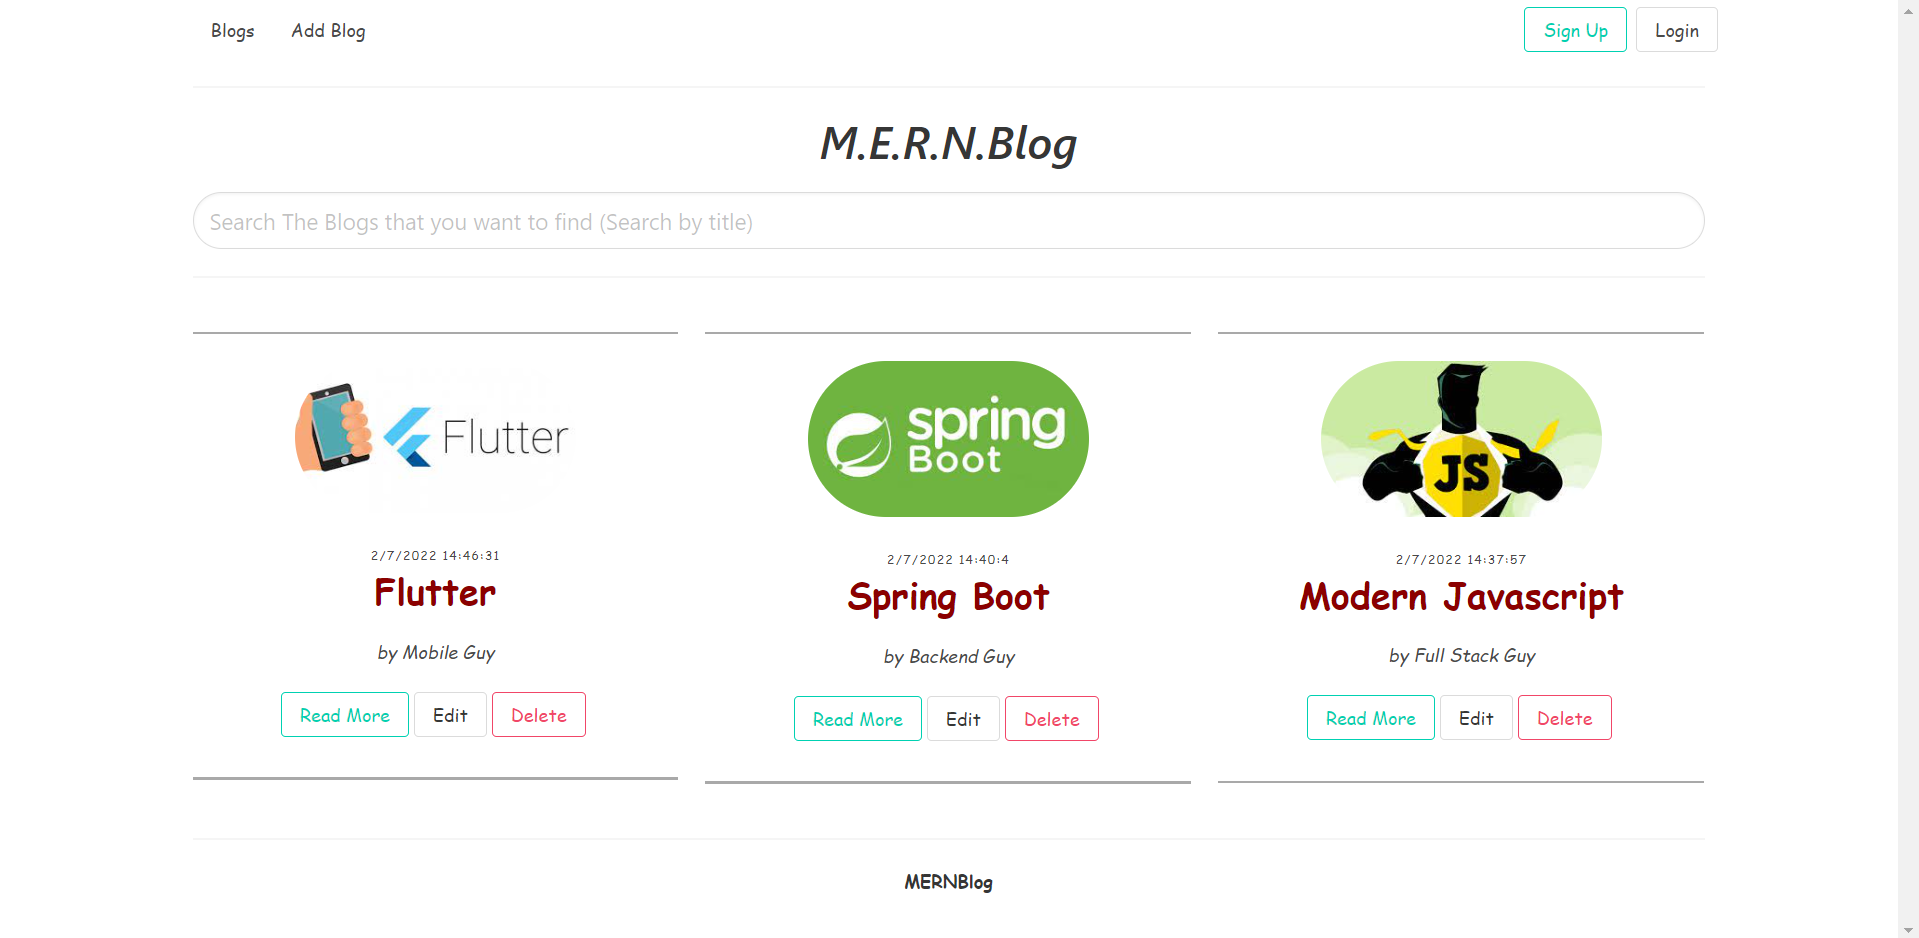 Blogs Add Blog Sign Up Login
M.E.R.N.Blog
Search The Blogs that you want to find (Search by title)
Flutter
spring
Boot
JS
2/7/2022 14:46:31
Flutter
by Mobile Guy
Read More Edit Delete
2/7/2022 14:40:4
Spring Boot
by Backend Guy
Read More Edit Delete
2/7/2022 14:37:57
Modern Javascript
by Full Stack Guy
Read More Edit Delete
MERNBlog